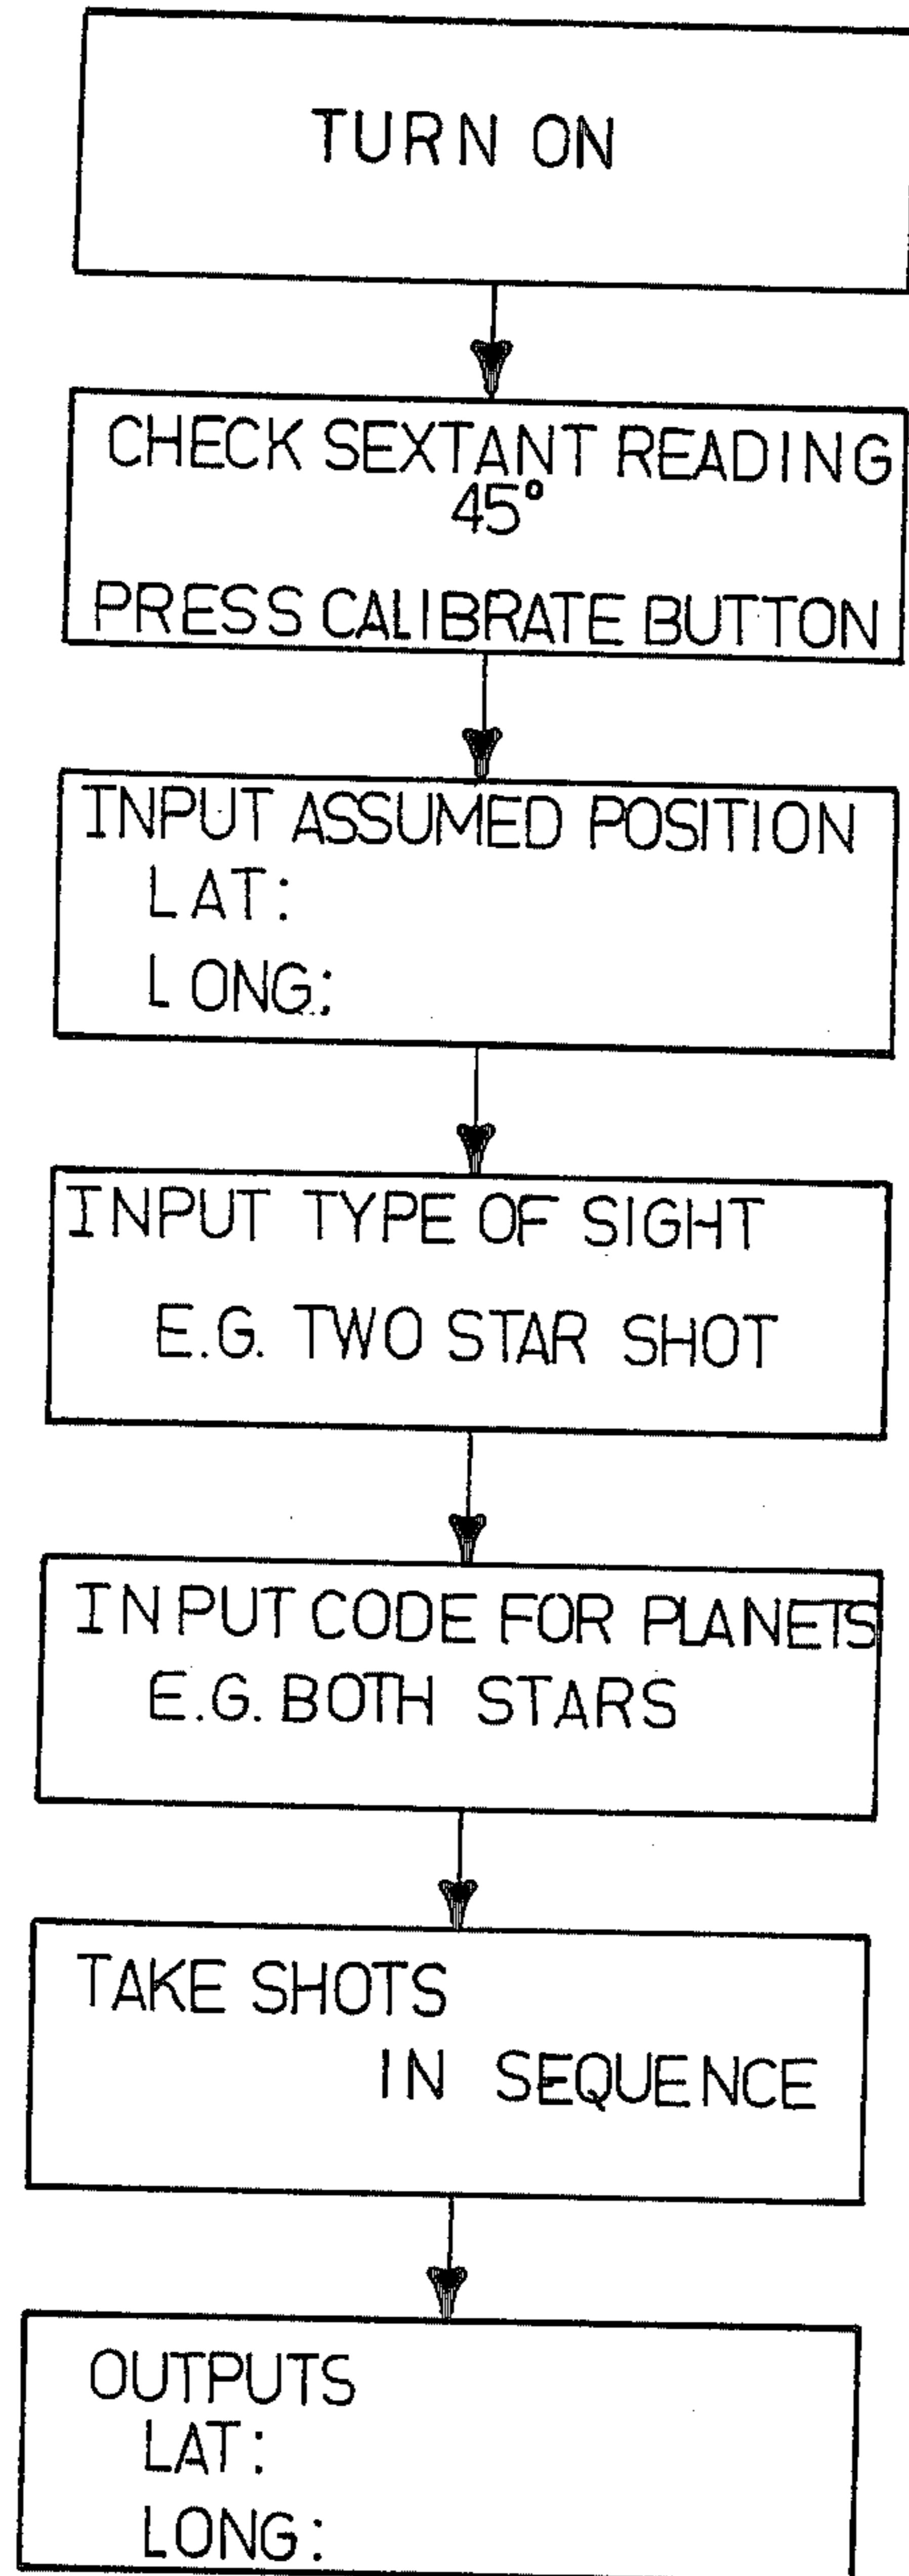 TURN ON
CHECK SEXTANT READING
45°
PRESS CALIBRATE BUTTON
INPUT ASSUMED POSITION
LAT:
LONG:
INPUT TYPE OF SIGHT
E.G. TWO STAR SHOT
INPUT CODE FOR PLANETS
E.G. BOTH STARS
TAKE SHOTS
IN SEQUENCE
OUTPUTS
LAT:
LONG: